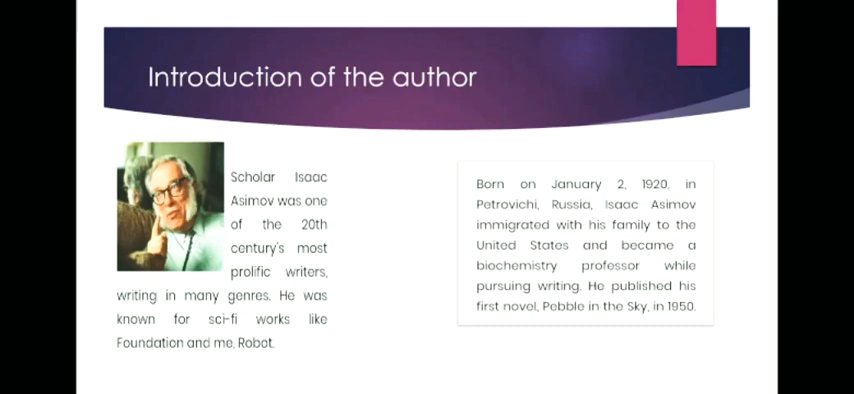 Introduction of the author
Scholar Isaac
Asimov was one
of the 20th
century's most
prolific writers,
writing in many genres. He was
known for sci-fi works like
Foundation and me, Robot.
Born on January 2, 1920, in
Petrovichi, Russia, Isaac Asimov
immigrated with his family to the
United States and became a
biochemistry professor while
pursuing writing. He published his
first novel, Pebble in the Sky, in 1950.